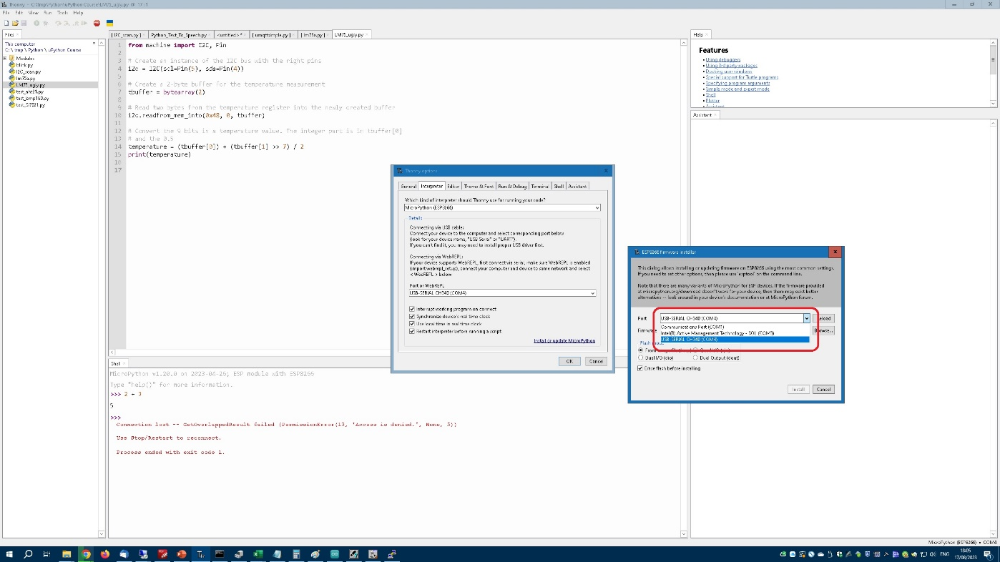 Thonny - C:\tmp\Python\uPython Course\LM75_ugly.py @ 17 : 1
File Edit View Run Tools Help
Files
This computer
C: \ tmp \ Python \ uPython Course
Modules
blink.py
I2C_scan.py
lm75a.py
LM75_ugly.py
test_aht21.py
test_bmp180.py
test_Si7021.py
[ I2C_scan.py ] Python_Text_To_Speech.py <untitled> * [ umqttsimple.py ] [ lm75a.py ] LM75_ugly.py
1 from machine import I2C, Pin
2
3 # Create an instance of the I2C bus with the right pins
4 i2c = I2C(scl=Pin(5), sda=Pin(4))
5
6 # Create a 2-byte buffer for the temperature measurement
7 tbuffer = bytearray(2)
8
9 # Read two bytes from the temperature register into the newly created buffer
10 i2c.readfrom_mem_into(0x48, 0, tbuffer)
11
12 # Convert the 9 bits in a temperature value. The integer part is in tbuffer[0]
13 # and the 0.5
14 temperature = (tbuffer[0]) + (tbuffer[1] >> 7) / 2
15 print(temperature)
16
17
Shell
MicroPython v1.20.0 on 2023-04-26; ESP module with ESP8266
Type "help()" for more information.
>>> 2 + 3
5
>>>
Connection lost -- GetOverlappedResult failed (PermissionError(13, 'Access is denied.', None, 5))
Use Stop/Restart to reconnect.
Process ended with exit code 1.
Thonny options
General Interpreter Editor Theme & Font Run & Debug Terminal Shell Assistant
Which kind of interpreter should Thonny use for running your code?
MicroPython (ESP8266)
Details
Connecting via USB cable:
Connect your device to the computer and select corresponding port below
(look for your device name, "USB Serial" or "UART").
If you can't find it, you may need to install proper USB driver first.
Connecting via WebREPL:
If your device supports WebREPL, first connect via serial, make sure WebREPL is enabled
(import webrepl_setup), connect your computer and device to same network and select
< WebREPL > below
Port or WebREPL
USB-SERIAL CH340 (COM4)
Interrupt working program on connect
Synchronize device's real time clock
Use local time in real time clock
Restart interpreter before running a script
Install or update MicroPython
OK Cancel
Help
Features
Using debuggers
Using 3rd party packages
Docking user windows
Special support for Turtle programs
Specifying program arguments
Simple mode and expert mode
Shell
Plotter
Assistant
Assistant
ESP8266 firmware installer
This dialog allows installing or updating firmware on ESP8266 using the most common settings.
If you need to set other options, then please use 'esptool' on the command line.
Note that there are many variants of MicroPython for ESP devices. If the firmware provided
at micropython.org/download doesn't work for your device, then there may exist better
alternatives -- look around in your device's documentation or at MicroPython forum.
Port USB-SERIAL CH340 (COM4) Reload
Communications Port (COM1)
Firmware Intel(R) Active Management Technology - SOL (COM3) Browse...
USB-SERIAL CH340 (COM4)
Flash mode
Dual I/O (dio) Dual Output (dout)
Erase flash before installing
Install Cancel
MicroPython (ESP8266) • COM4
ENG
18:05
17/08/2023